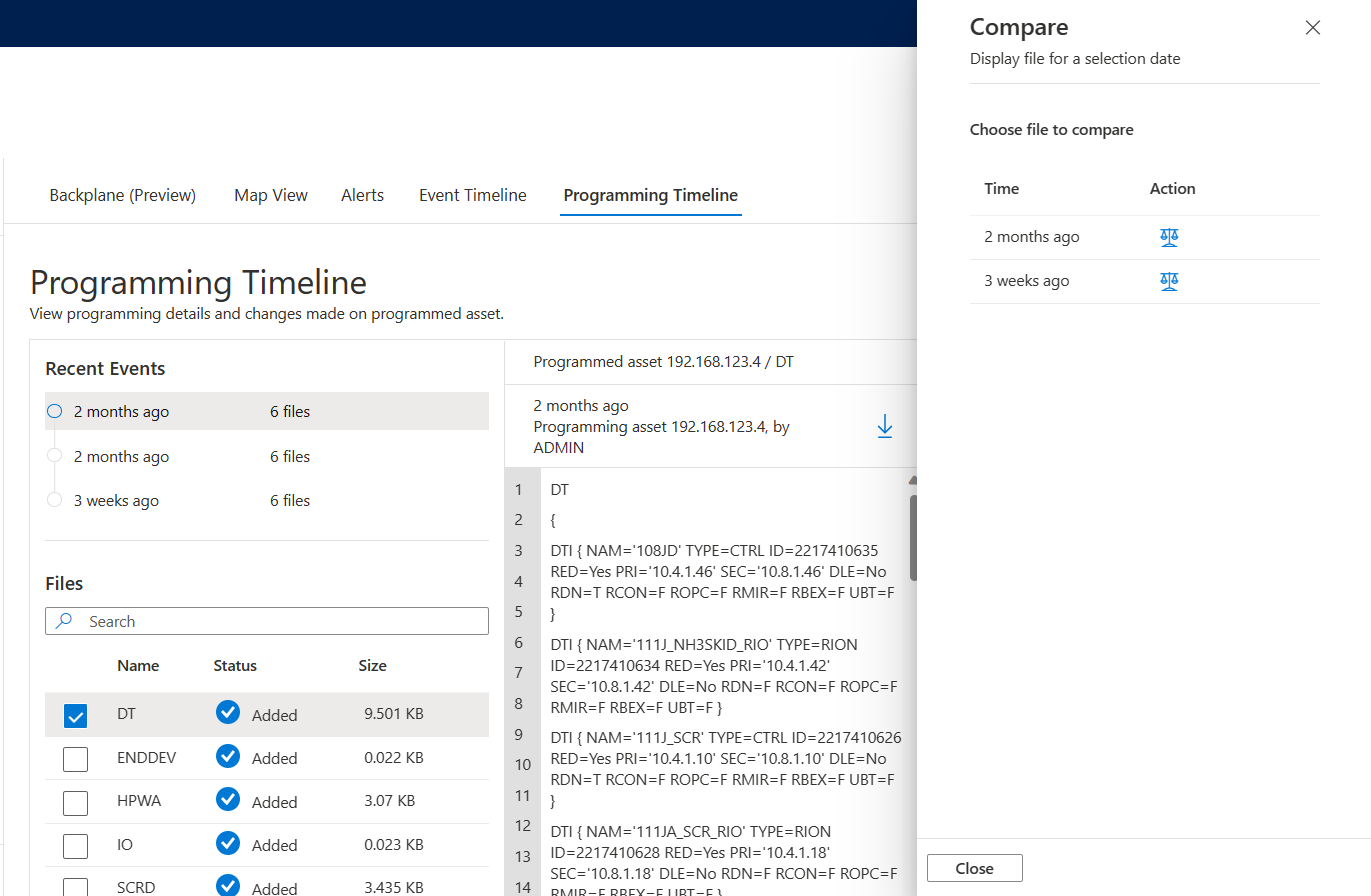 Backplane (Preview) Map View Alerts Event Timeline Programming Timeline
Programming Timeline
View programming details and changes made on programmed asset.
Recent Events
2 months ago 6 files
2 months ago 6 files
3 weeks ago 6 files
Files
Search
Name Status Size
DT Added 9.501 KB
ENDDEV Added 0.022 KB
HPWA Added 3.07 KB
IO Added 0.023 KB
SCRD Added 3.435 KB
Programmed asset 192.168.123.4 / DT
2 months ago
Programming asset 192.168.123.4, by
ADMIN
1
2
3
4
5
6
7
8
9
10
11
12
13
14
DT
{
DTI { NAM='108JD' TYPE=CTRL ID=2217410635
RED=Yes PRI='10.4.1.46' SEC='10.8.1.46' DLE=No
RDN=T RCON=F ROPC=F RMIR=F RBEX=F UBT=F
}
DTI { NAM='111J_NH3SKID_RIO' TYPE=RION
ID=2217410634 RED=Yes PRI='10.4.1.42'
SEC='10.8.1.42' DLE=No RDN=F RCON=F ROPC=F
RMIR=F RBEX=F UBT=F }
DTI { NAM='111J_SCR' TYPE=CTRL ID=2217410626
RED=Yes PRI='10.4.1.10' SEC='10.8.1.10' DLE=No
RDN=T RCON=F ROPC=F RMIR=F RBEX=F UBT=F
}
DTI { NAM='111JA_SCR_RIO' TYPE=RION
ID=2217410628 RED=Yes PRI='10.4.1.18'
SEC='10.8.1.18' DLE=No RDN=F RCON=F ROPC=F
RMIR=F RBEX=F UBT=F }
Compare
Display file for a selection date
Choose file to compare
Time Action
2 months ago
3 weeks ago
Close